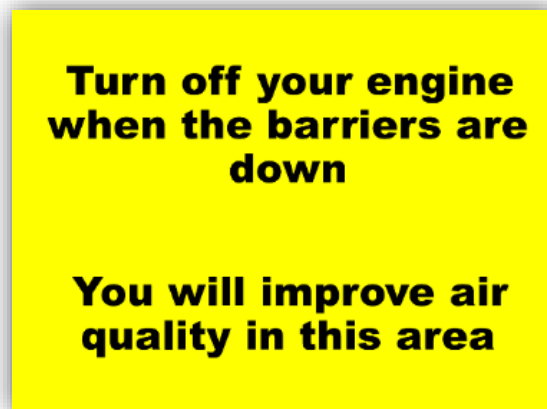 Turn off your engine
when the barriers are
down
You will improve air
quality in this area